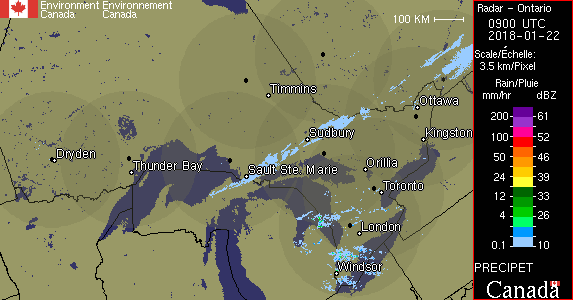 Environment Environnement
Canada Canada
100 KM
Timmins
Ottawa
Sudbury
Kingston
Dryden
Thunder Bay
Sault Ste. Marie
Orillia
Toronto
London
Windsor
Radar - Ontario
0900 UTC
2018-01-22
Scale/Échelle:
3.5 km/Pixel
Rain/Pluie
mm/hr dBZ
200 61
100 52
50 46
24 39
12 33
4 26
0.1 10
PRECIPET
Canada